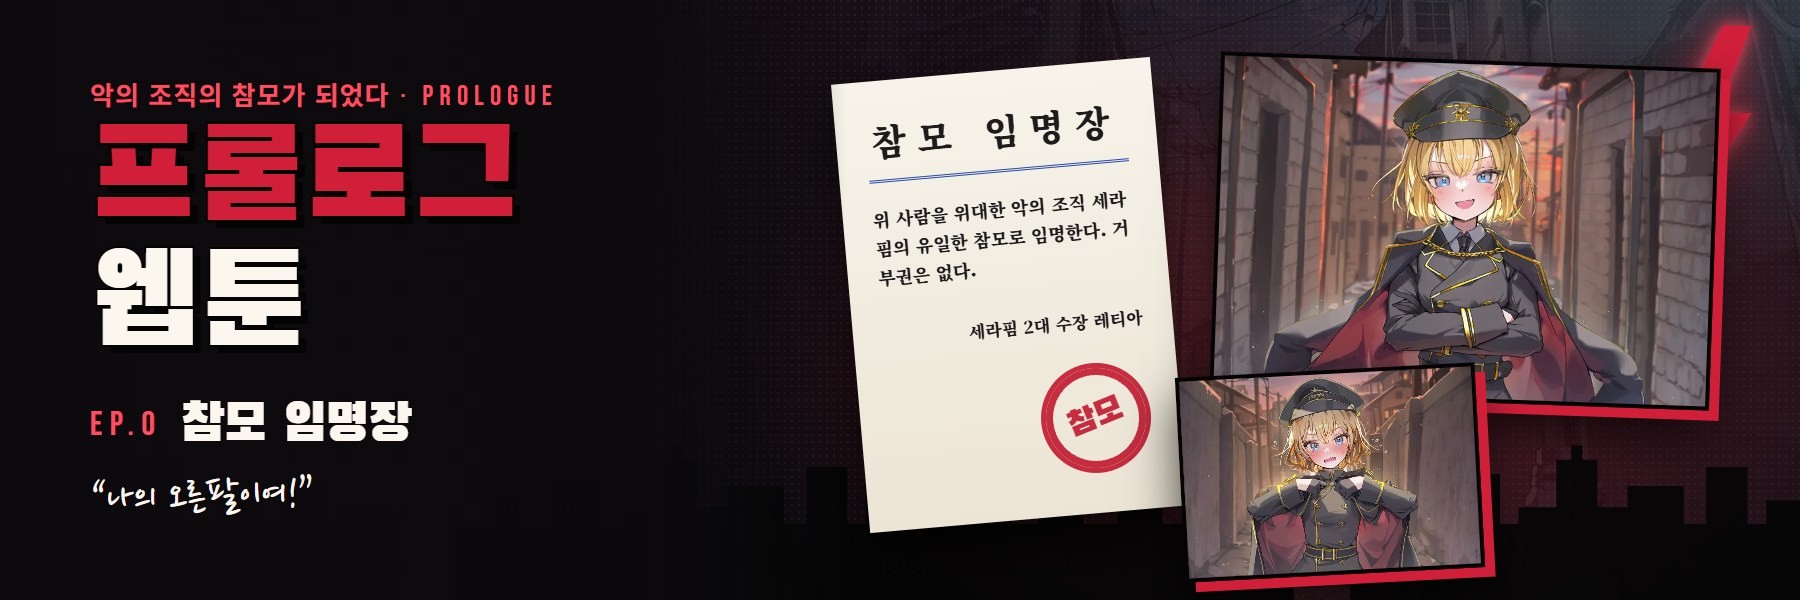 악의 조직의 참모가 되었다 · PROLOGUE
프롤로그
웹툰
EP.0 참모 임명장
“나의 오른팔이여!”
참모 임명장
위 사람을 위대한 악의 조직 세라
핌의 유일한 참모로 임명한다. 거
부권은 없다.
세라핌 2대 수장 레티아
참모